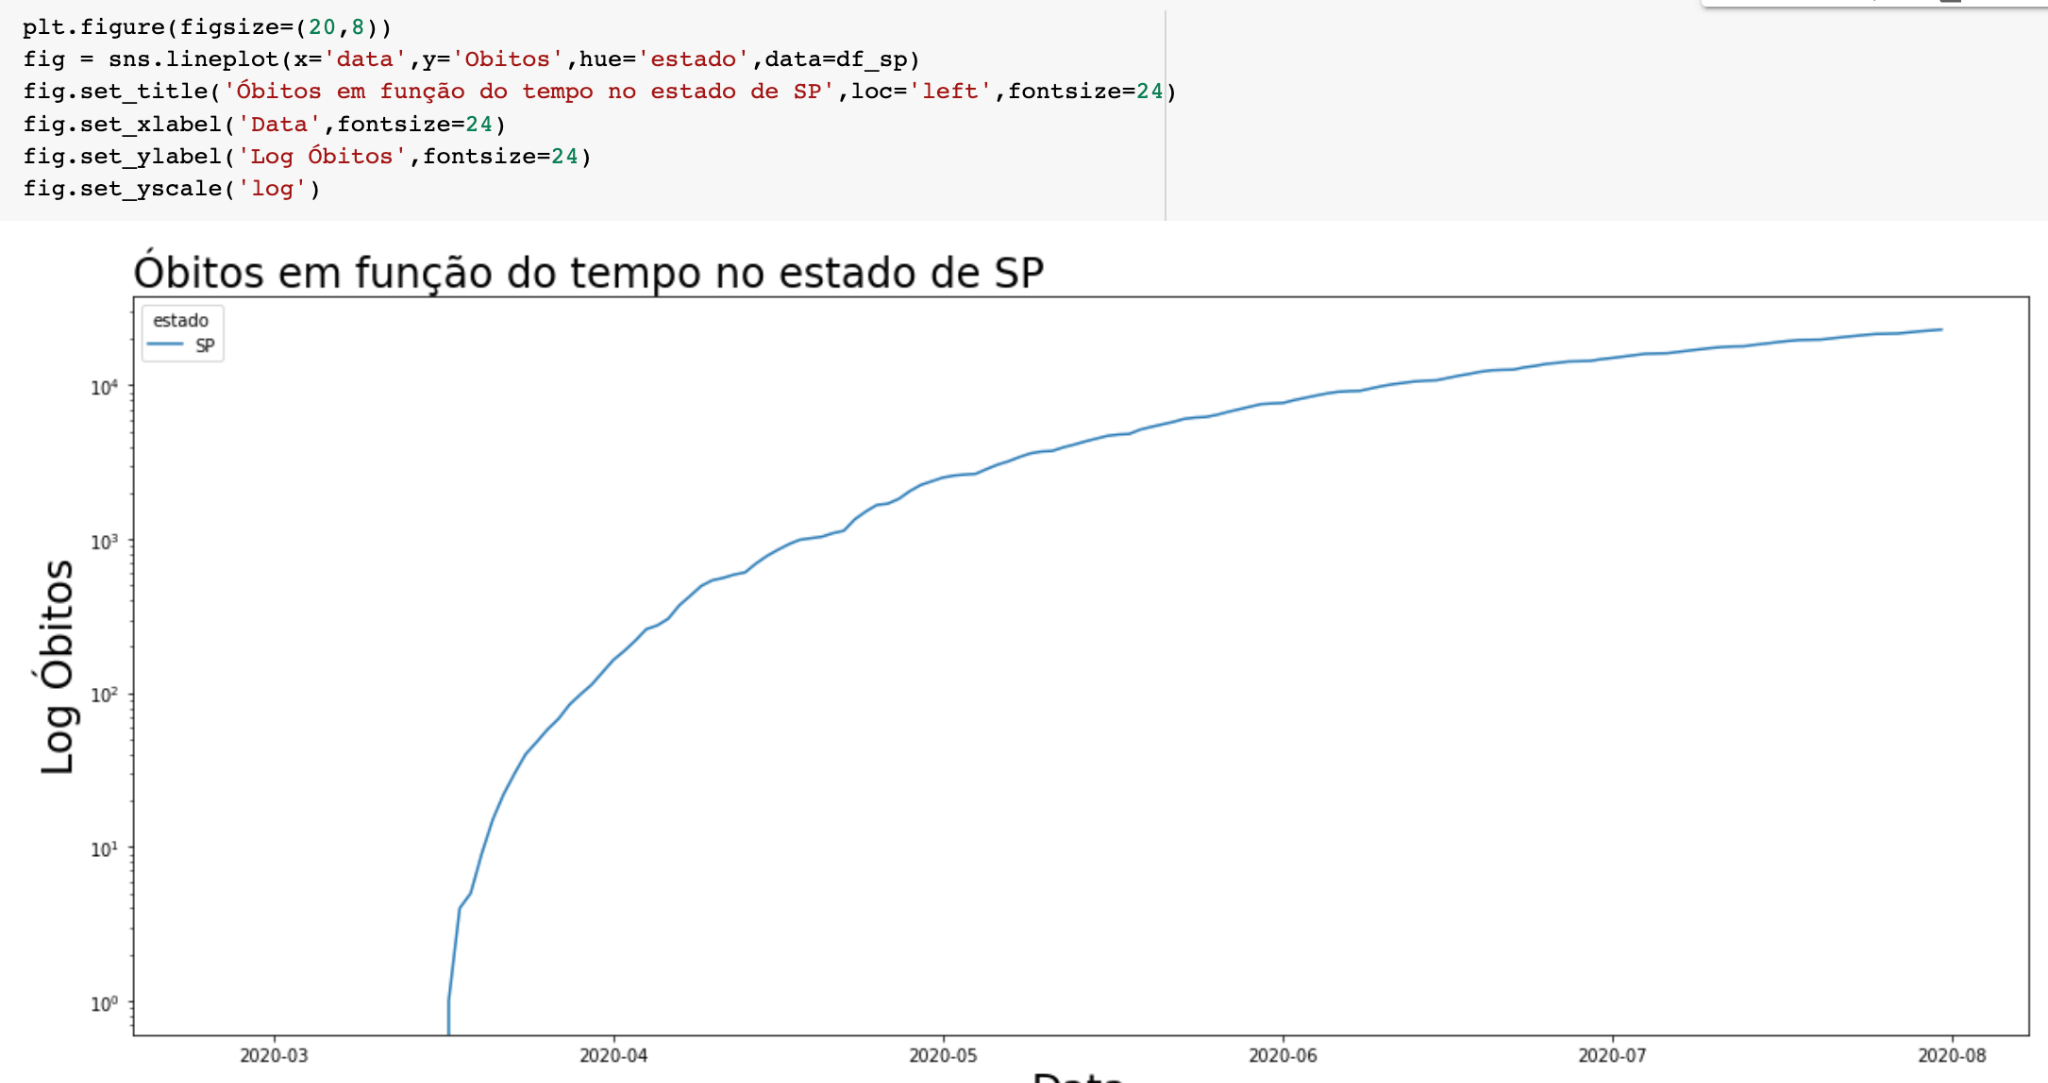 plt.figure(figsize=(20,8))
fig = sns.lineplot(x='data',y='Obitos',hue='estado',data=df_sp)
fig.set_title('Óbitos em função do tempo no estado de SP',loc='left',fontsize=24)
fig.set_xlabel('Data',fontsize=24)
fig.set_ylabel('Log Óbitos',fontsize=24)
fig.set_yscale('log')
Óbitos em função do tempo no estado de SP
estado
SP
10⁴
10³
10²
10¹
10⁰
Log Óbitos
2020-03 2020-04 2020-05 2020-06 2020-07 2020-08
Data